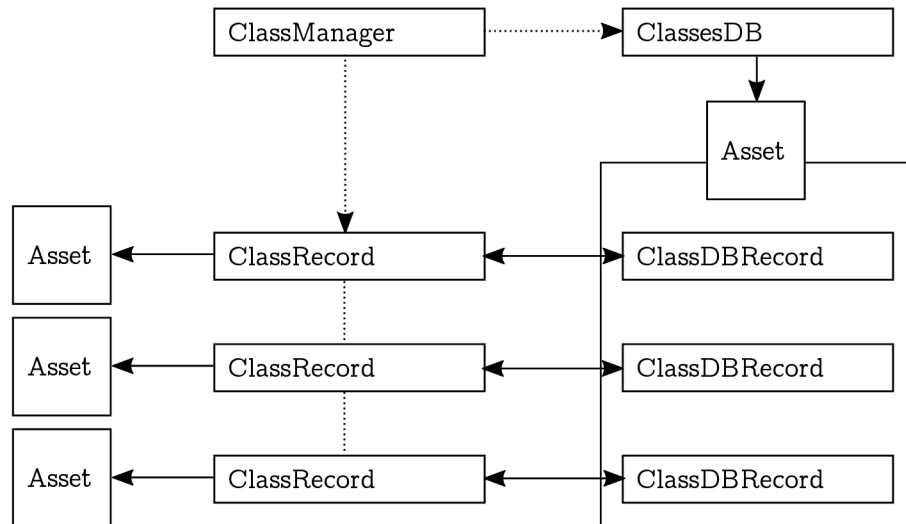 ClassManager
ClassesDB
Asset
Asset
ClassRecord
ClassDBRecord
Asset
ClassRecord
ClassDBRecord
Asset
ClassRecord
ClassDBRecord